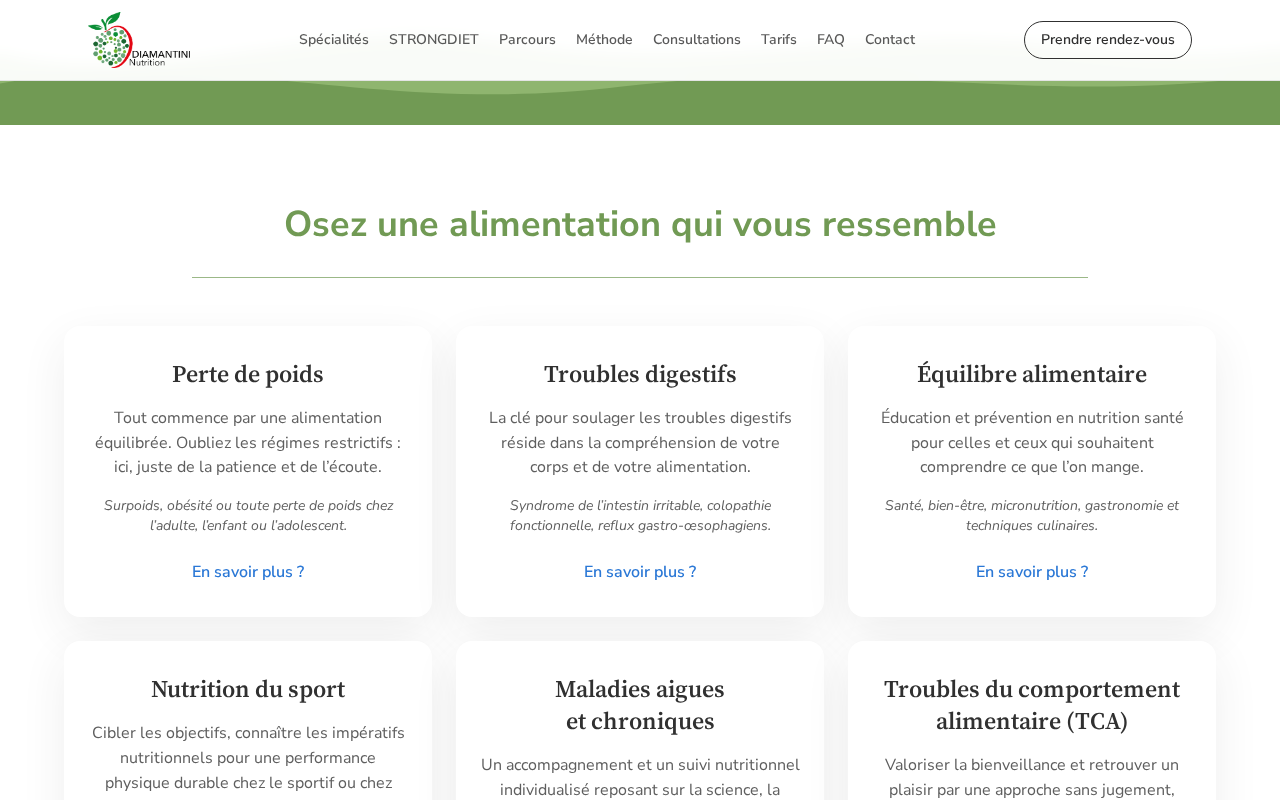 DIAMANTINI
Nutrition
Spécialités
STRONGDIET
Parcours
Méthode
Consultations
Tarifs
FAQ
Contact
Prendre rendez-vous
Osez une alimentation qui vous ressemble
Perte de poids
Tout commence par une alimentation
équilibrée. Oubliez les régimes restrictifs :
ici, juste de la patience et de l’écoute.
Surpoids, obésité ou toute perte de poids chez
l’adulte, l’enfant ou l’adolescent.
En savoir plus ?
Troubles digestifs
La clé pour soulager les troubles digestifs
réside dans la compréhension de votre
corps et de votre alimentation.
Syndrome de l’intestin irritable, colopathie
fonctionnelle, reflux gastro-œsophagiens.
En savoir plus ?
Équilibre alimentaire
Éducation et prévention en nutrition santé
pour celles et ceux qui souhaitent
comprendre ce que l’on mange.
Santé, bien-être, micronutrition, gastronomie et
techniques culinaires.
En savoir plus ?
Nutrition du sport
Cibler les objectifs, connaître les impératifs
nutritionnels pour une performance
physique durable chez le sportif ou chez
Maladies aigues
et chroniques
Un accompagnement et un suivi nutritionnel
individualisé reposant sur la science, la
Troubles du comportement
alimentaire (TCA)
Valoriser la bienveillance et retrouver un
plaisir par une approche sans jugement,